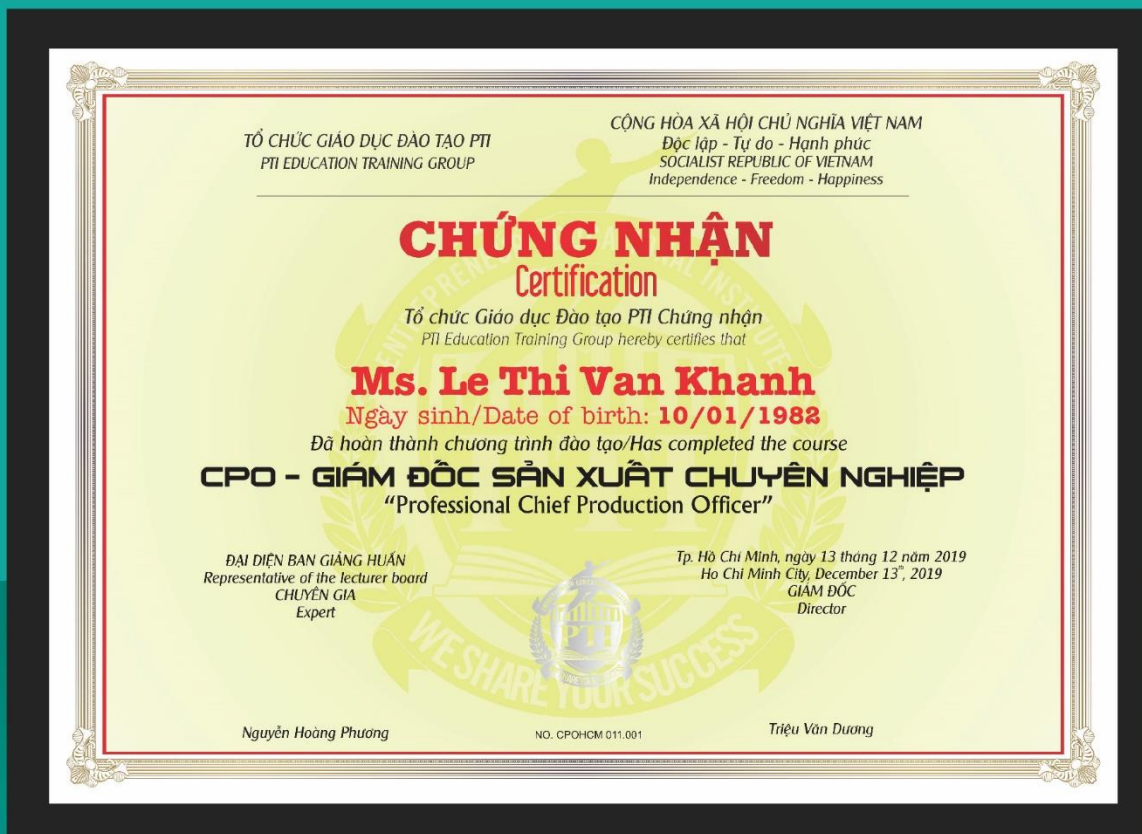 TỔ CHỨC GIÁO DỤC ĐÀO TẠO PTI
PTI EDUCATION TRAINING GROUP
CỘNG HÒA XÃ HỘI CHỦ NGHĨA VIỆT NAM
Độc lập - Tự do - Hạnh phúc
SOCIALIST REPUBLIC OF VIETNAM
Independence - Freedom - Happiness
CHỨNG NHẬN
Certification
Tổ chức Giáo dục Đào tạo PTI Chứng nhận
PTI Education Training Group hereby certifies that
Ms. Le Thi Van Khanh
Ngày sinh/Date of birth: 10/01/1982
Đã hoàn thành chương trình đào tạo/Has completed the course
CPO - GIÁM ĐỐC SẢN XUẤT CHUYÊN NGHIỆP
“Professional Chief Production Officer”
ĐẠI DIỆN BAN GIẢNG HUẤN
Representative of the lecturer board
CHUYÊN GIA
Expert
Tp. Hồ Chí Minh, ngày 13 tháng 12 năm 2019
Ho Chi Minh City, December 13th, 2019
GIÁM ĐỐC
Director
PTI
WE SHARE YOUR SUCCESS
Nguyễn Hoàng Phương
NO. CPOHCM 011.001
Triệu Văn Dương